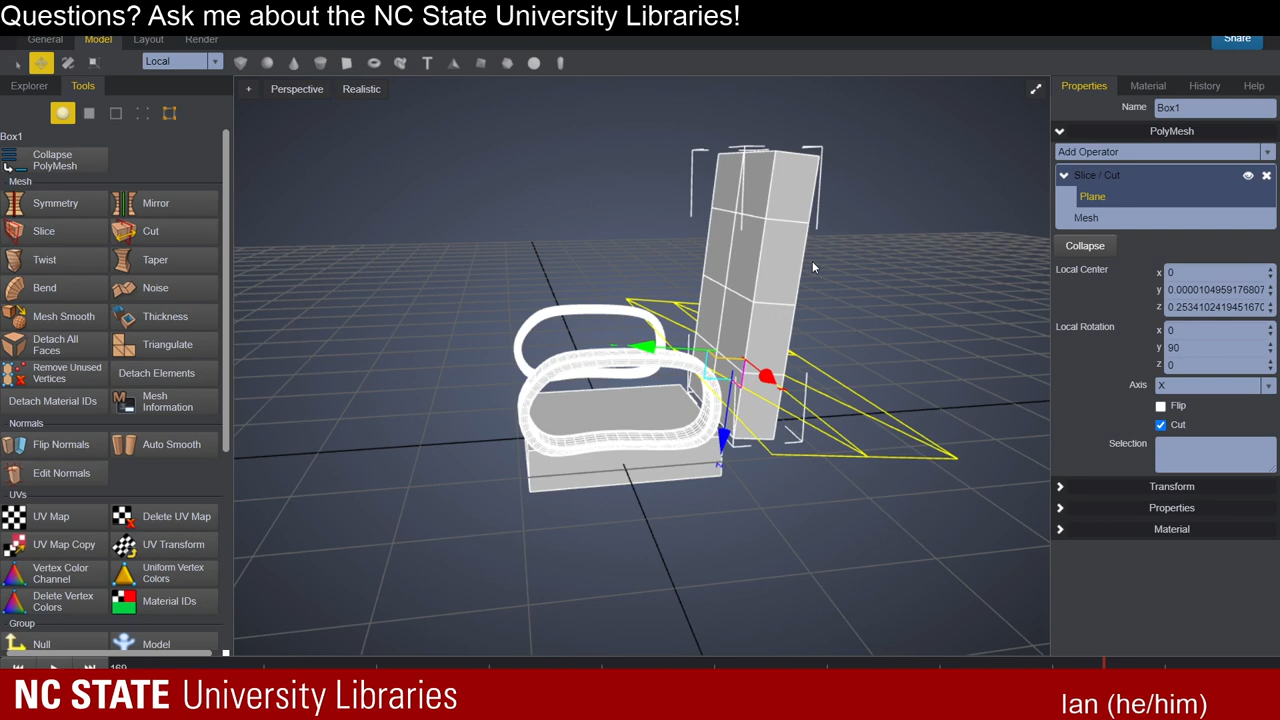 Questions? Ask me about the NC State University Libraries!
General Model Layout Render Share
Local
Explorer Tools
+ Perspective Realistic
Properties Material History Help
Name Box1
Box1
PolyMesh
Collapse PolyMesh
Add Operator
Mesh
Slice / Cut
Plane
Mesh
Symmetry Mirror
Slice Cut
Twist Taper
Bend Noise
Mesh Smooth Thickness
Detach All Faces Triangulate
Remove Unused Vertices Detach Elements
Detach Material IDs Mesh Information
Normals
Flip Normals Auto Smooth
Edit Normals
UVs
UV Map Delete UV Map
UV Map Copy UV Transform
Vertex Color Channel Uniform Vertex Colors
Delete Vertex Colors Material IDs
Group
Null Model
Collapse
Local Center x 0
y 0.0000104959176807
z 0.253410241945167
Local Rotation x 0
y 90
z 0
Axis X
Flip
Cut
Selection
Transform
Properties
Material
169
NC STATE University Libraries
Ian (he/him)